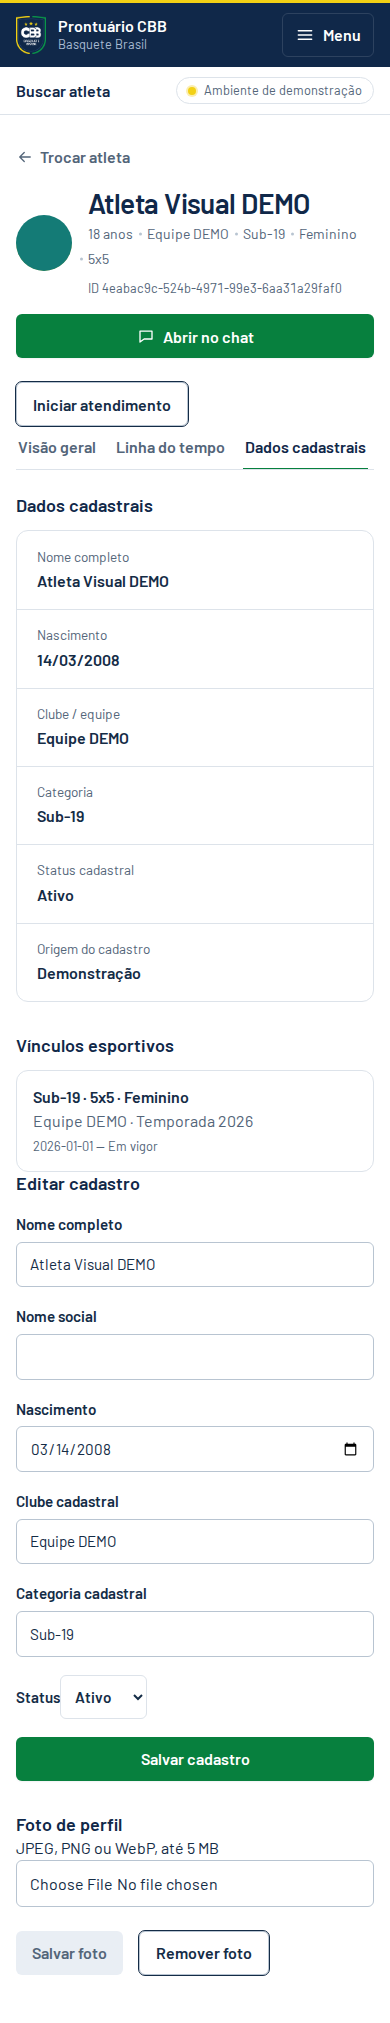 CBB
Prontuário CBB
Basquete Brasil
Menu
Buscar atleta
Ambiente de demonstração
Trocar atleta
Atleta Visual DEMO
18 anos • Equipe DEMO • Sub-19 • Feminino
• 5x5
ID 4eabac9c-524b-4971-99e3-6aa31a29faf0
Abrir no chat
Iniciar atendimento
Visão geral Linha do tempo Dados cadastrais
Dados cadastrais
Nome completo
Atleta Visual DEMO
Nascimento
14/03/2008
Clube / equipe
Equipe DEMO
Categoria
Sub-19
Status cadastral
Ativo
Origem do cadastro
Demonstração
Vínculos esportivos
Sub-19 · 5x5 · Feminino
Equipe DEMO · Temporada 2026
2026-01-01 — Em vigor
Editar cadastro
Nome completo
Atleta Visual DEMO
Nome social
Nascimento
03/14/2008
Clube cadastral
Equipe DEMO
Categoria cadastral
Sub-19
Status Ativo
Salvar cadastro
Foto de perfil
JPEG, PNG ou WebP, até 5 MB
Choose File No file chosen
Salvar foto Remover foto